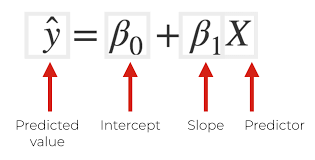 ŷ = β₀ + β₁X
Predicted value Intercept Slope Predictor